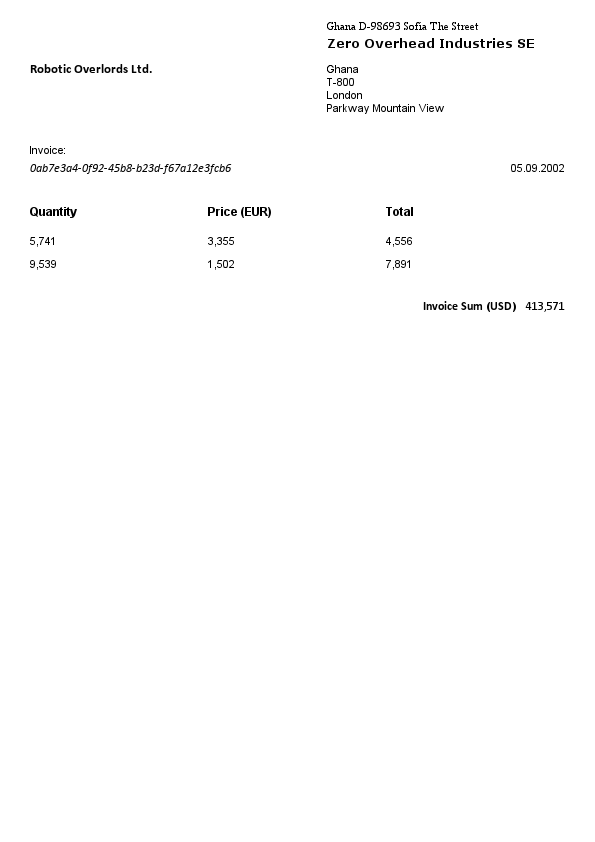 Ghana D-98693 Sofia The Street
Zero Overhead Industries SE
Robotic Overlords Ltd.
Ghana
T-800
London
Parkway Mountain View
Invoice:
0ab7e3a4-0f92-45b8-b23d-f67a12e3fcb6 05.09.2002
Quantity Price (EUR) Total
5,741 3,355 4,556
9,539 1,502 7,891
Invoice Sum (USD) 413,571